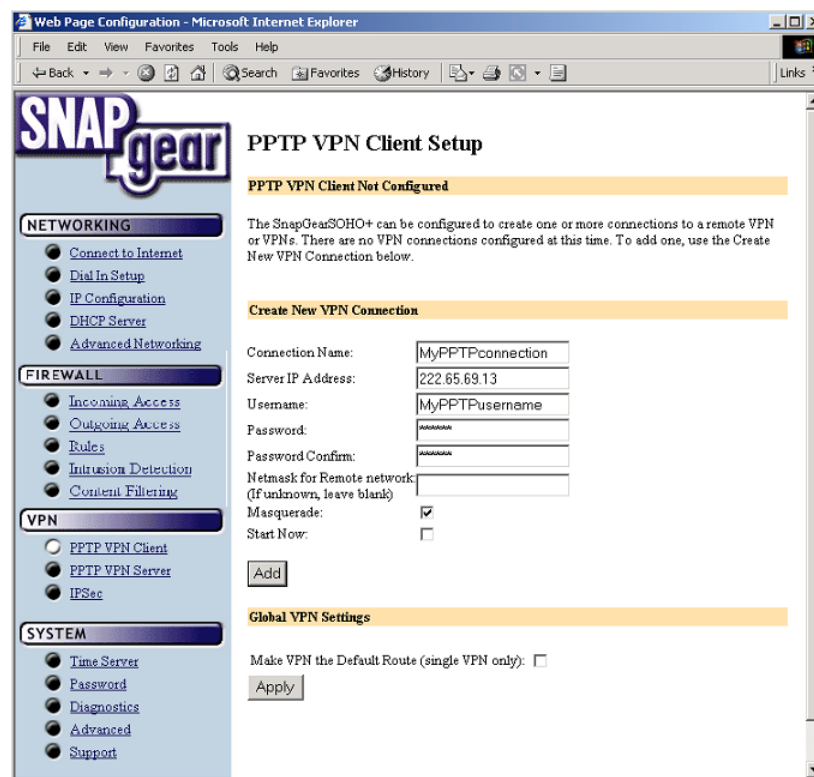 Web Page Configuration - Microsoft Internet Explorer
File Edit View Favorites Tools Help
Back Search Favorites History Links
SNAP gear
NETWORKING
Connect to Internet
Dial In Setup
IP Configuration
DHCP Server
Advanced Networking
FIREWALL
Incoming Access
Outgoing Access
Rules
Intrusion Detection
Content Filtering
VPN
PPTP VPN Client
PPTP VPN Server
IPSec
SYSTEM
Time Server
Password
Diagnostics
Advanced
Support
PPTP VPN Client Setup
PPTP VPN Client Not Configured
The SnapGearSOHO+ can be configured to create one or more connections to a remote VPN
or VPNs. There are no VPN connections configured at this time. To add one, use the Create
New VPN Connection below.
Create New VPN Connection
Connection Name: MyPPTPconnection
Server IP Address: 222.65.69.13
Username: MyPPTPusername
Password: ******
Password Confirm: ******
Netmask for Remote network:
(If unknown, leave blank)
Masquerade:
Start Now:
Add
Global VPN Settings
Make VPN the Default Route (single VPN only):
Apply